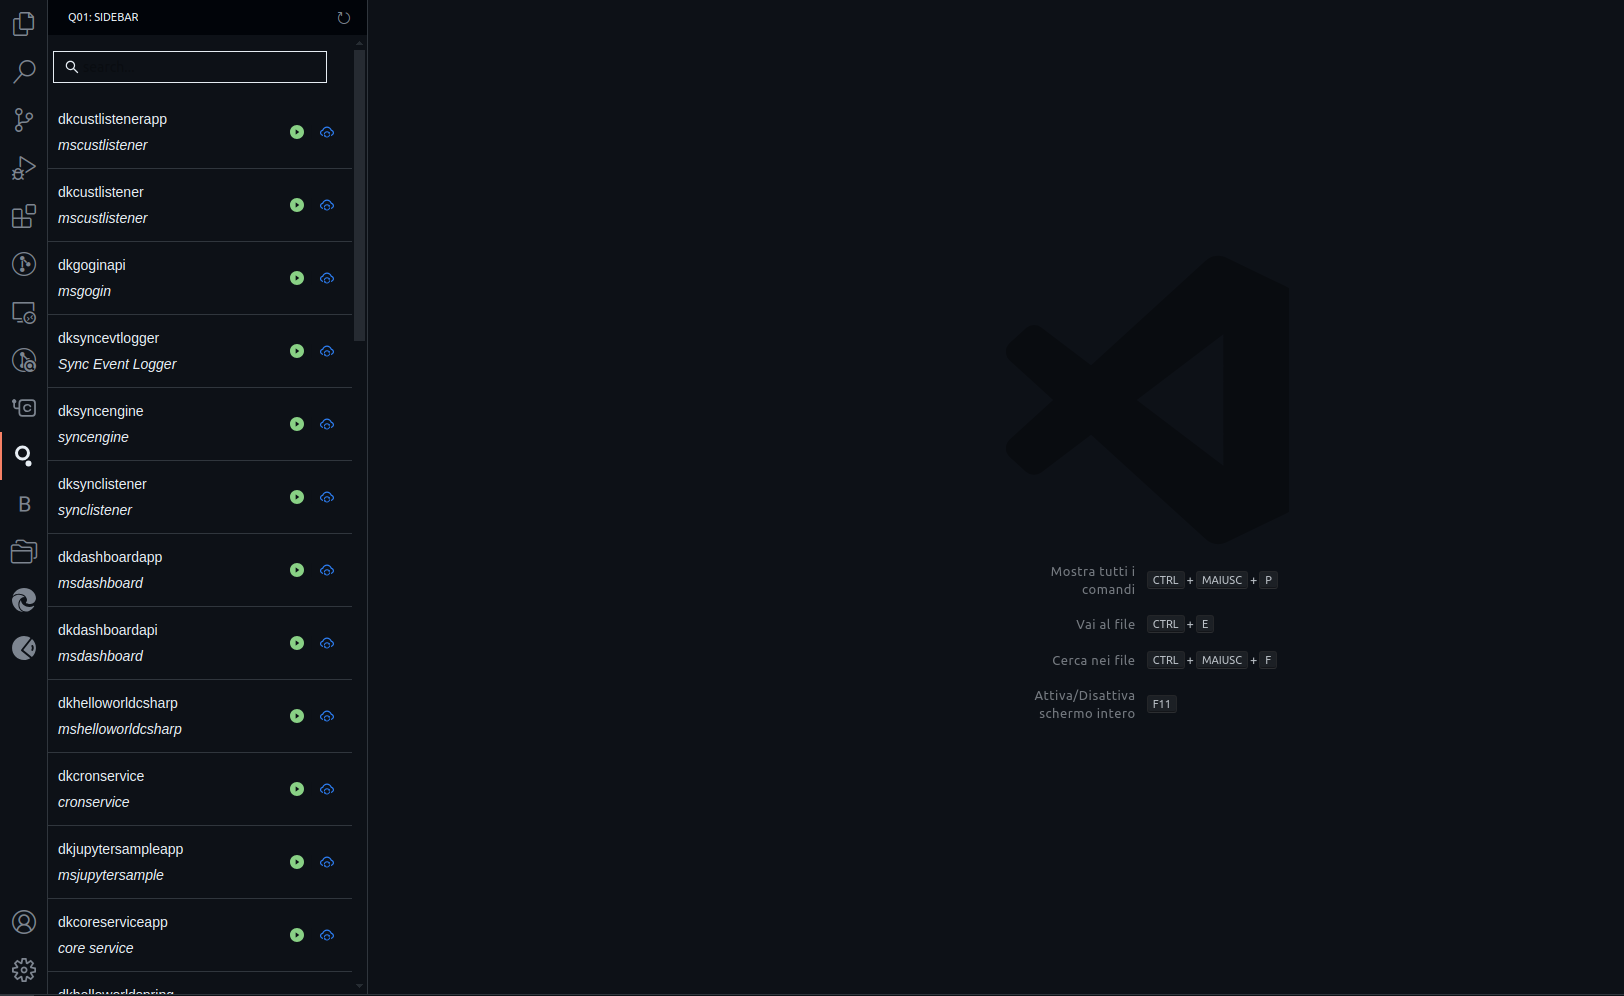 Q01: SIDEBAR
dkcustlistenerapp
mscustlistener
dkcustlistener
mscustlistener
dkgoginapi
msgogin
dksyncevtlogger
Sync Event Logger
dksyncengine
syncengine
dksynclistener
synclistener
dkdashboardapp
msdashboard
dkdashboardapi
msdashboard
dkhelloworldcsharp
mshelloworldcsharp
dkcronservice
cronservice
dkjupytersampleapp
msjupytersample
dkcoreserviceapp
core service
dkhelloworldspring
B
Mostra tutti i
comandi
CTRL + MAIUSC + P
Vai al file
CTRL + E
Cerca nei file
CTRL + MAIUSC + F
Attiva/Disattiva
schermo intero
F11